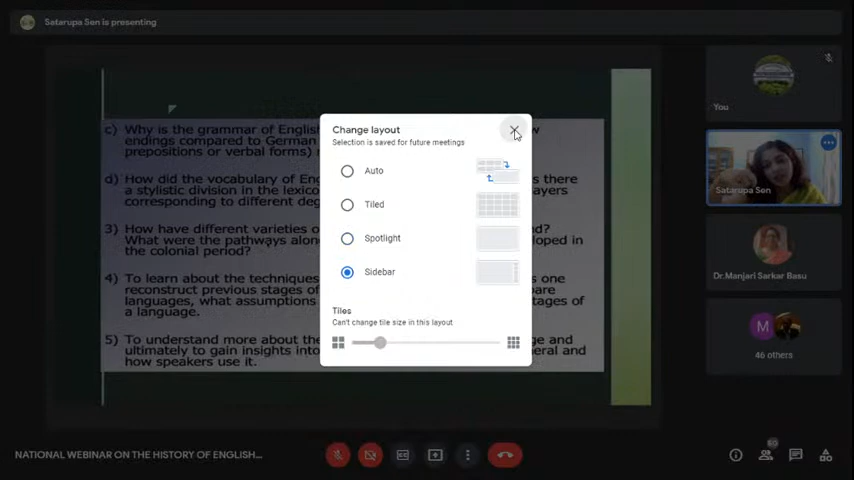 Satarupa Sen is presenting
c) Why is the grammar of English
endings compared to German
prepositions or verbal forms)
d) How did the vocabulary of
s there
a stylistic division in the lexico
ayers
corresponding to different deg
3) How have different varieties o
nd?
What were the pathways alon
oped in
the colonial period?
4) To learn about the techniques
s one
reconstruct previous stages of
languages, what assumptions
tages of
a language.
5) To understand more about the
ge and
ultimately to gain insights into
neral and
how speakers use it.
Change layout
Selection is saved for future meetings
Auto
Tiled
Spotlight
Sidebar
Tiles
Can't change tile size in this layout
You
Satarupa Sen
Dr.Manjari Sarkar Basu
M
46 others
NATIONAL WEBINAR ON THE HISTORY OF ENGLISH...
50